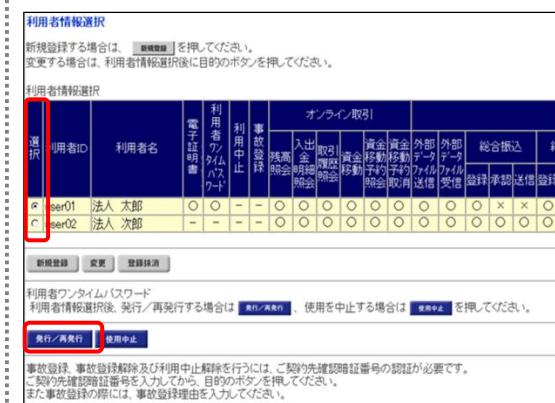 利用者情報選択
新規登録する場合は、 新規登録 を押してください。
変更する場合は、利用者情報選択後に目的のボタンを押してください。
利用者情報選択
選択 利用者ID 利用者名 電子証明書 利用者ワンタイムパスワード 利用中止 事故登録 オンライン取引
残高照会 入出金明細照会 取引履歴照会 資金移動 資金移動予約照会 資金移動予約取消 外部データファイル送信 外部データファイル受信 総合振込
登録 承認 送信 登録
user01 法人 太郎 ○ ○ − − ○ ○ ○ ○ ○ ○ ○ ○ ○ × × ○
user02 法人 次郎 − − − − ○ ○ ○ ○ ○ ○ ○ ○ ○ ○ ○ ○
新規登録 変更 登録抹消
利用者ワンタイムパスワード
利用者情報選択後、発行/再発行する場合は 発行/再発行 、使用を中止する場合は 使用中止 を押してください。
発行/再発行 使用中止
事故登録、事故登録解除及び利用中止解除を行うには、ご契約先確認暗証番号の認証が必要です。
ご契約先確認暗証番号を入力してから、目的のボタンを押してください。
また事故登録の際には、事故登録理由を入力してください。